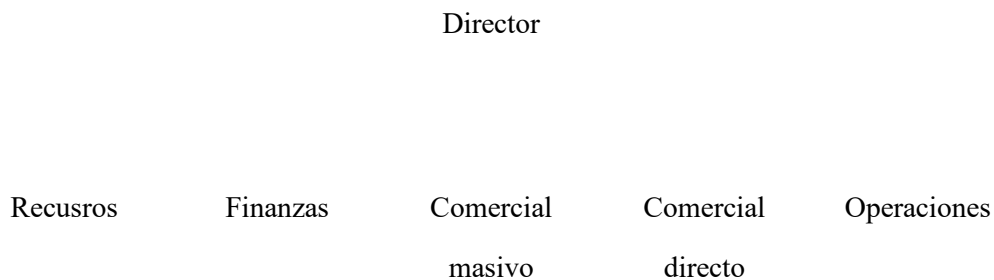 Director
Recusros Finanzas Comercial Comercial Operaciones
masivo directo